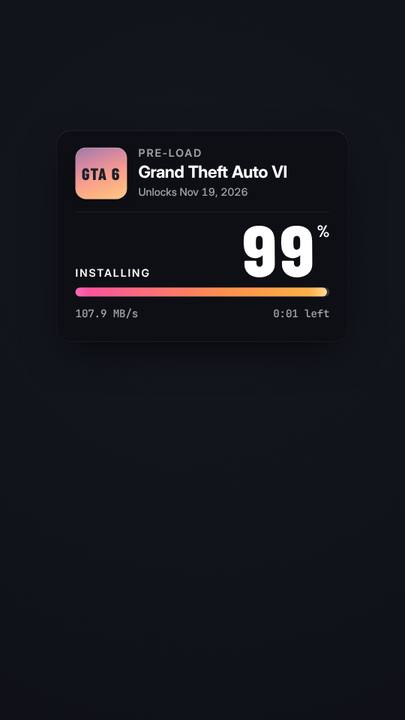 GTA 6
PRE-LOAD
Grand Theft Auto VI
Unlocks Nov 19, 2026
99%
INSTALLING
107.9 MB/s
0:01 left